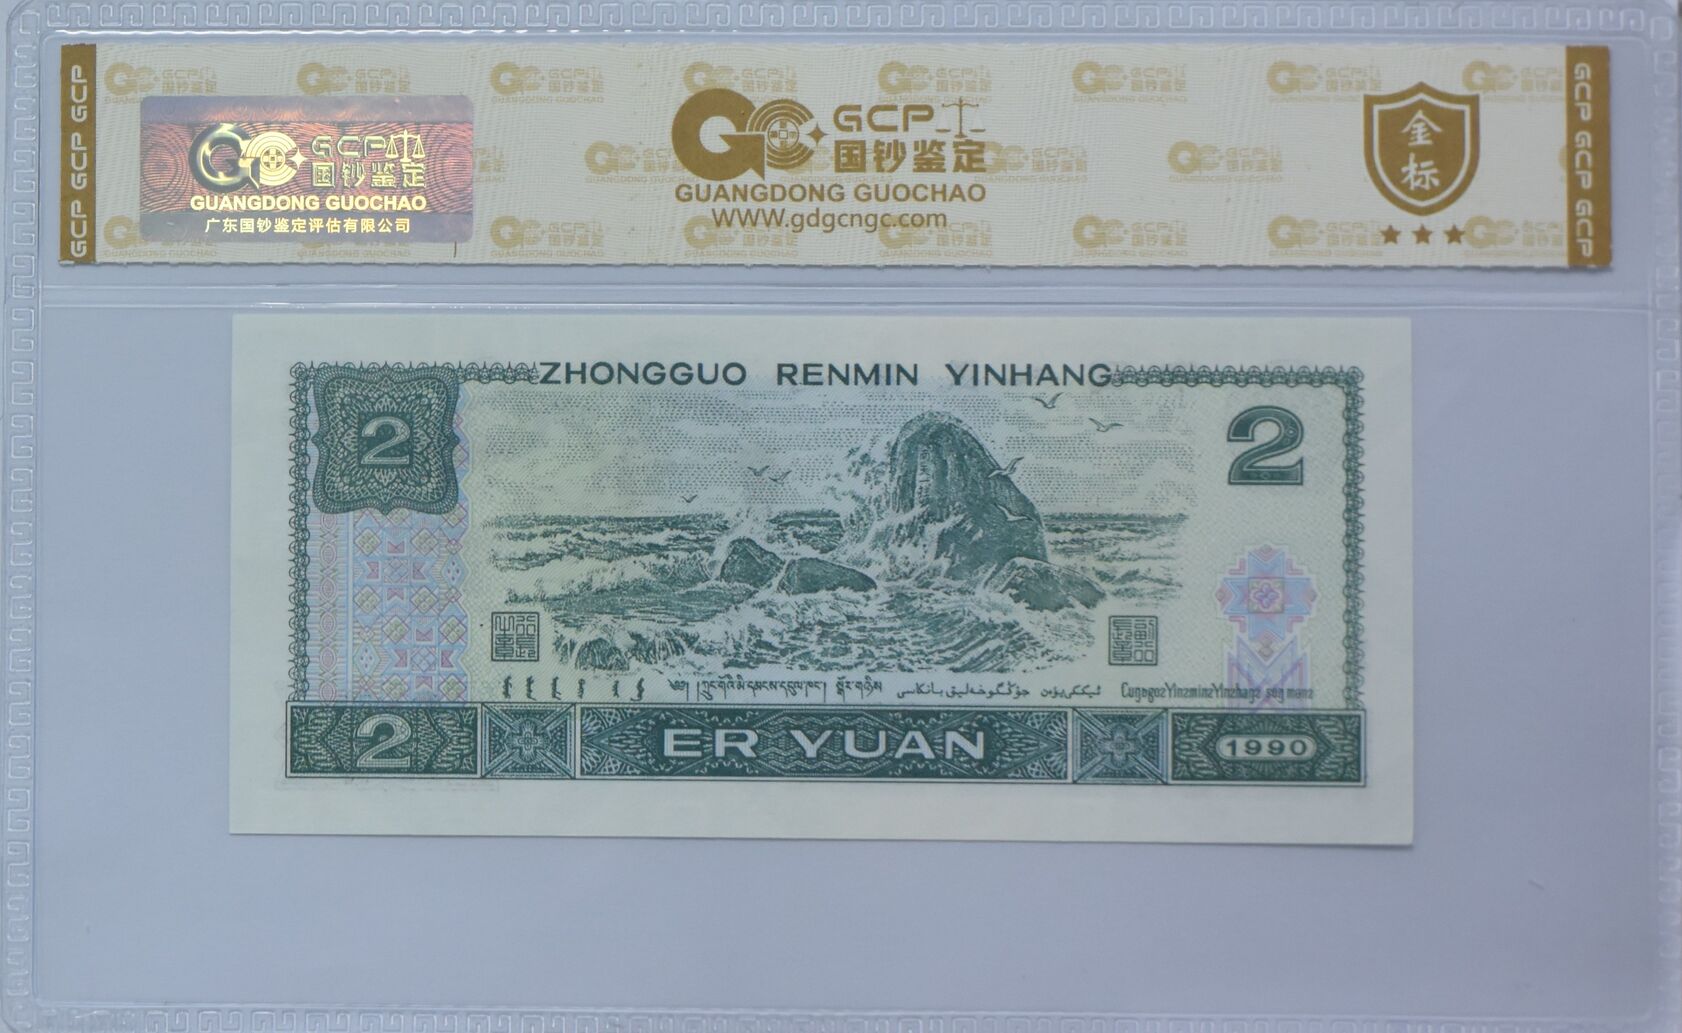 GCP GCP GCP
GCP
国钞鉴定
GUANGDONG GUOCHAO
广东国钞鉴定评估有限公司
GCP
国钞鉴定
GUANGDONG GUOCHAO
WWW.gdgcngc.com
金标
GCP GCP GCP
ZHONGGUO RENMIN YINHANG
2
2
2
ER YUAN
1990